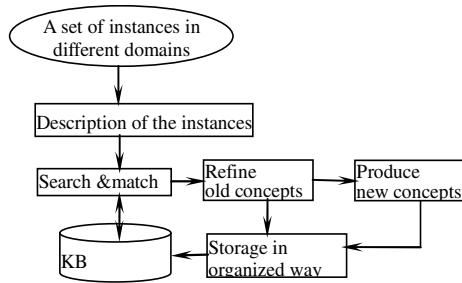 A set of instances in
different domains
Description of the instances
Search &match
Refine
old concepts
Produce
new concepts
KB
Storage in
organized way